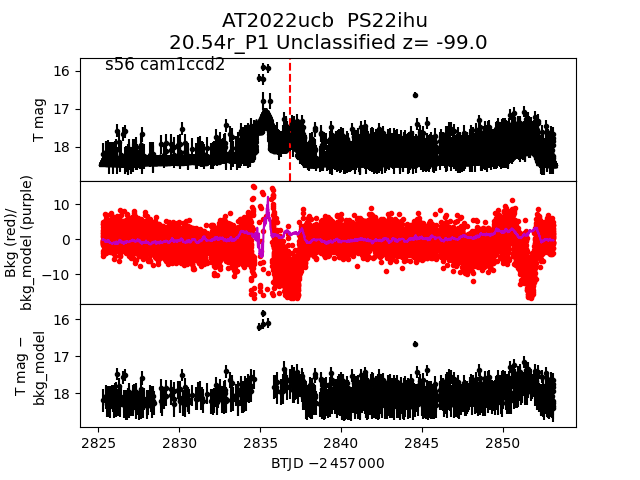 AT2022ucb PS22ihu
20.54r_P1 Unclassified z= -99.0
s56 cam1ccd2
T mag
16
17
18
Bkg (red)/
bkg_model (purple)
10
0
−10
T mag −
bkg_model
16
17
18
2825 2830 2835 2840 2845 2850
BTJD −2 457 000